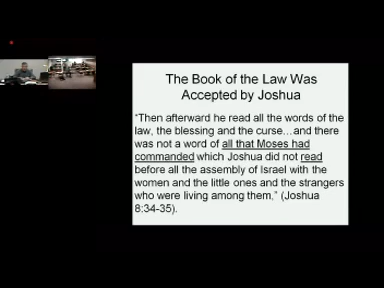 The Book of the Law Was
Accepted by Joshua
“Then afterward he read all the words of the
law, the blessing and the curse…and there
was not a word of all that Moses had
commanded which Joshua did not read
before all the assembly of Israel with the
women and the little ones and the strangers
who were living among them,” (Joshua
8:34-35).